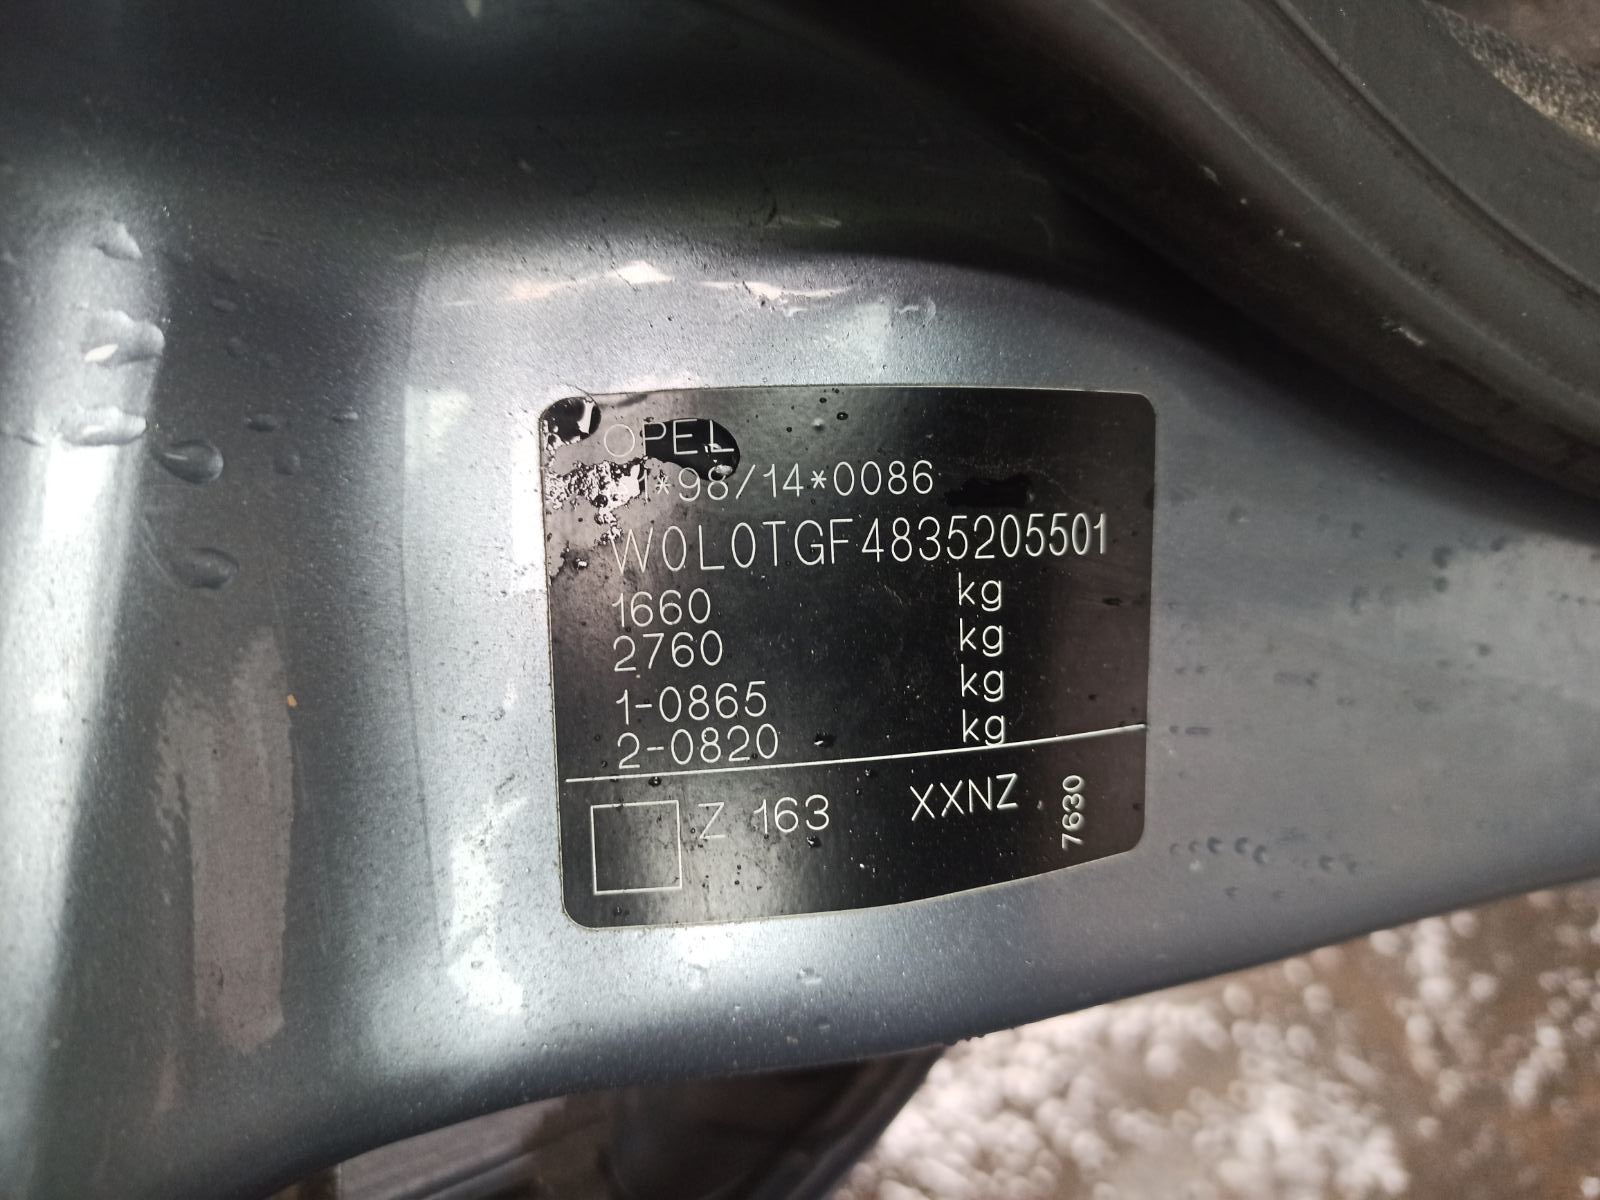 OPEL
1*98/14*0086
W0L0TGF4835205501
1660 kg
2760 kg
1-0865 kg
2-0820 kg
Z 163 XXNZ 7630